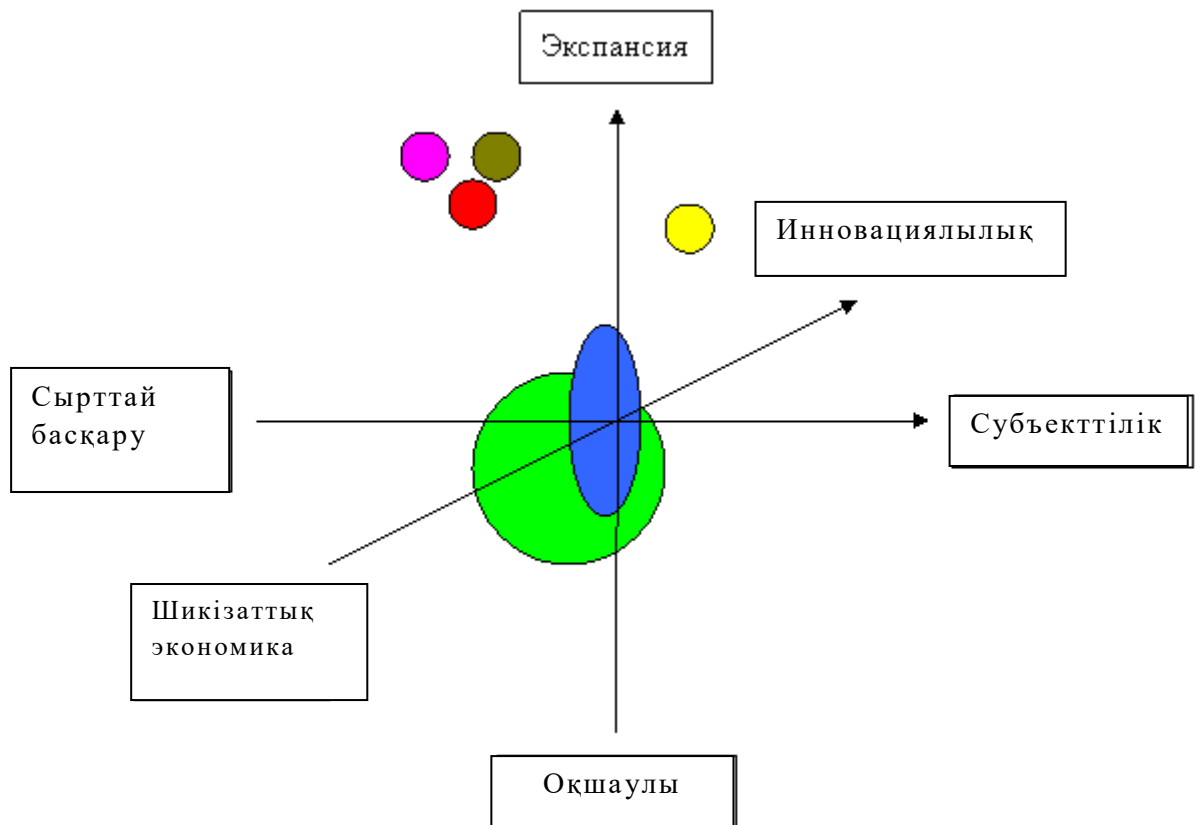 Экспансия
Инновациялылық
Сырттай
басқару
Субъекттілік
Шикізаттық
экономика
Оқшаулы